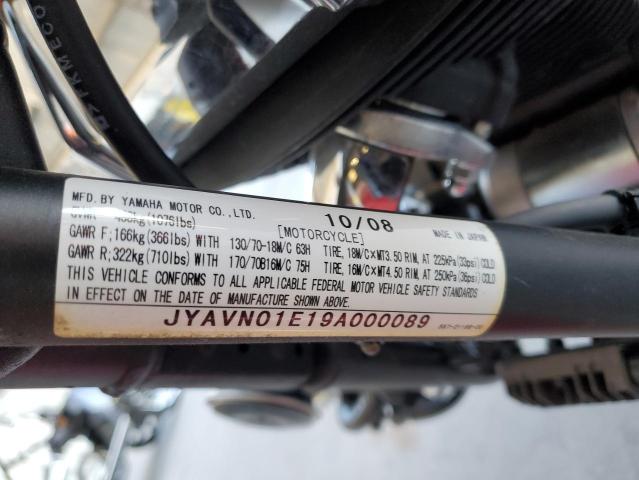 MFD. BY YAMAHA MOTOR CO., LTD. 10/08
GVWR 488kg(1076lbs) [MOTORCYCLE] MADE IN JAPAN
GAWR F;166kg(366lbs) WITH 130/70-18M/C 63H TIRE, 18M/C×MT3.50 RIM, AT 225kPa(33psi)COLD
GAWR R;322kg(710lbs) WITH 170/70B16M/C 75H TIRE, 16M/C×MT4.50 RIM, AT 250kPa(36psi)COLD
THIS VEHICLE CONFORMS TO ALL APPLICABLE FEDERAL MOTOR VEHICLE SAFETY STANDARDS
IN EFFECT ON THE DATE OF MANUFACTURE SHOWN ABOVE.
JYAVN01E19A000089